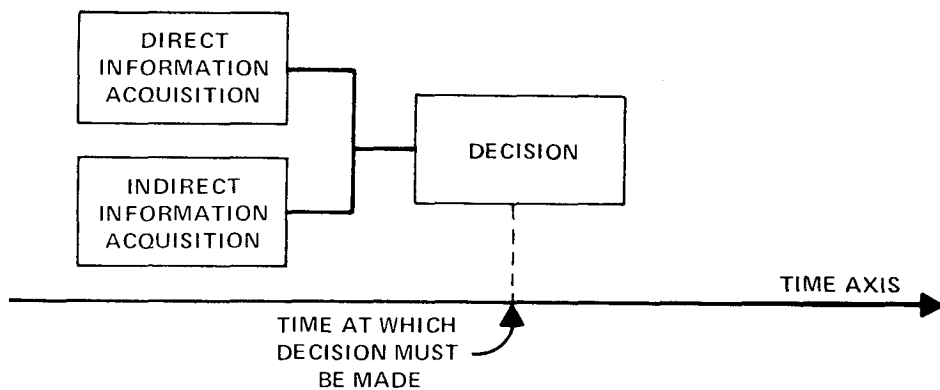 DIRECT
INFORMATION
ACQUISITION
DECISION
INDIRECT
INFORMATION
ACQUISITION
TIME AXIS
TIME AT WHICH
DECISION MUST
BE MADE